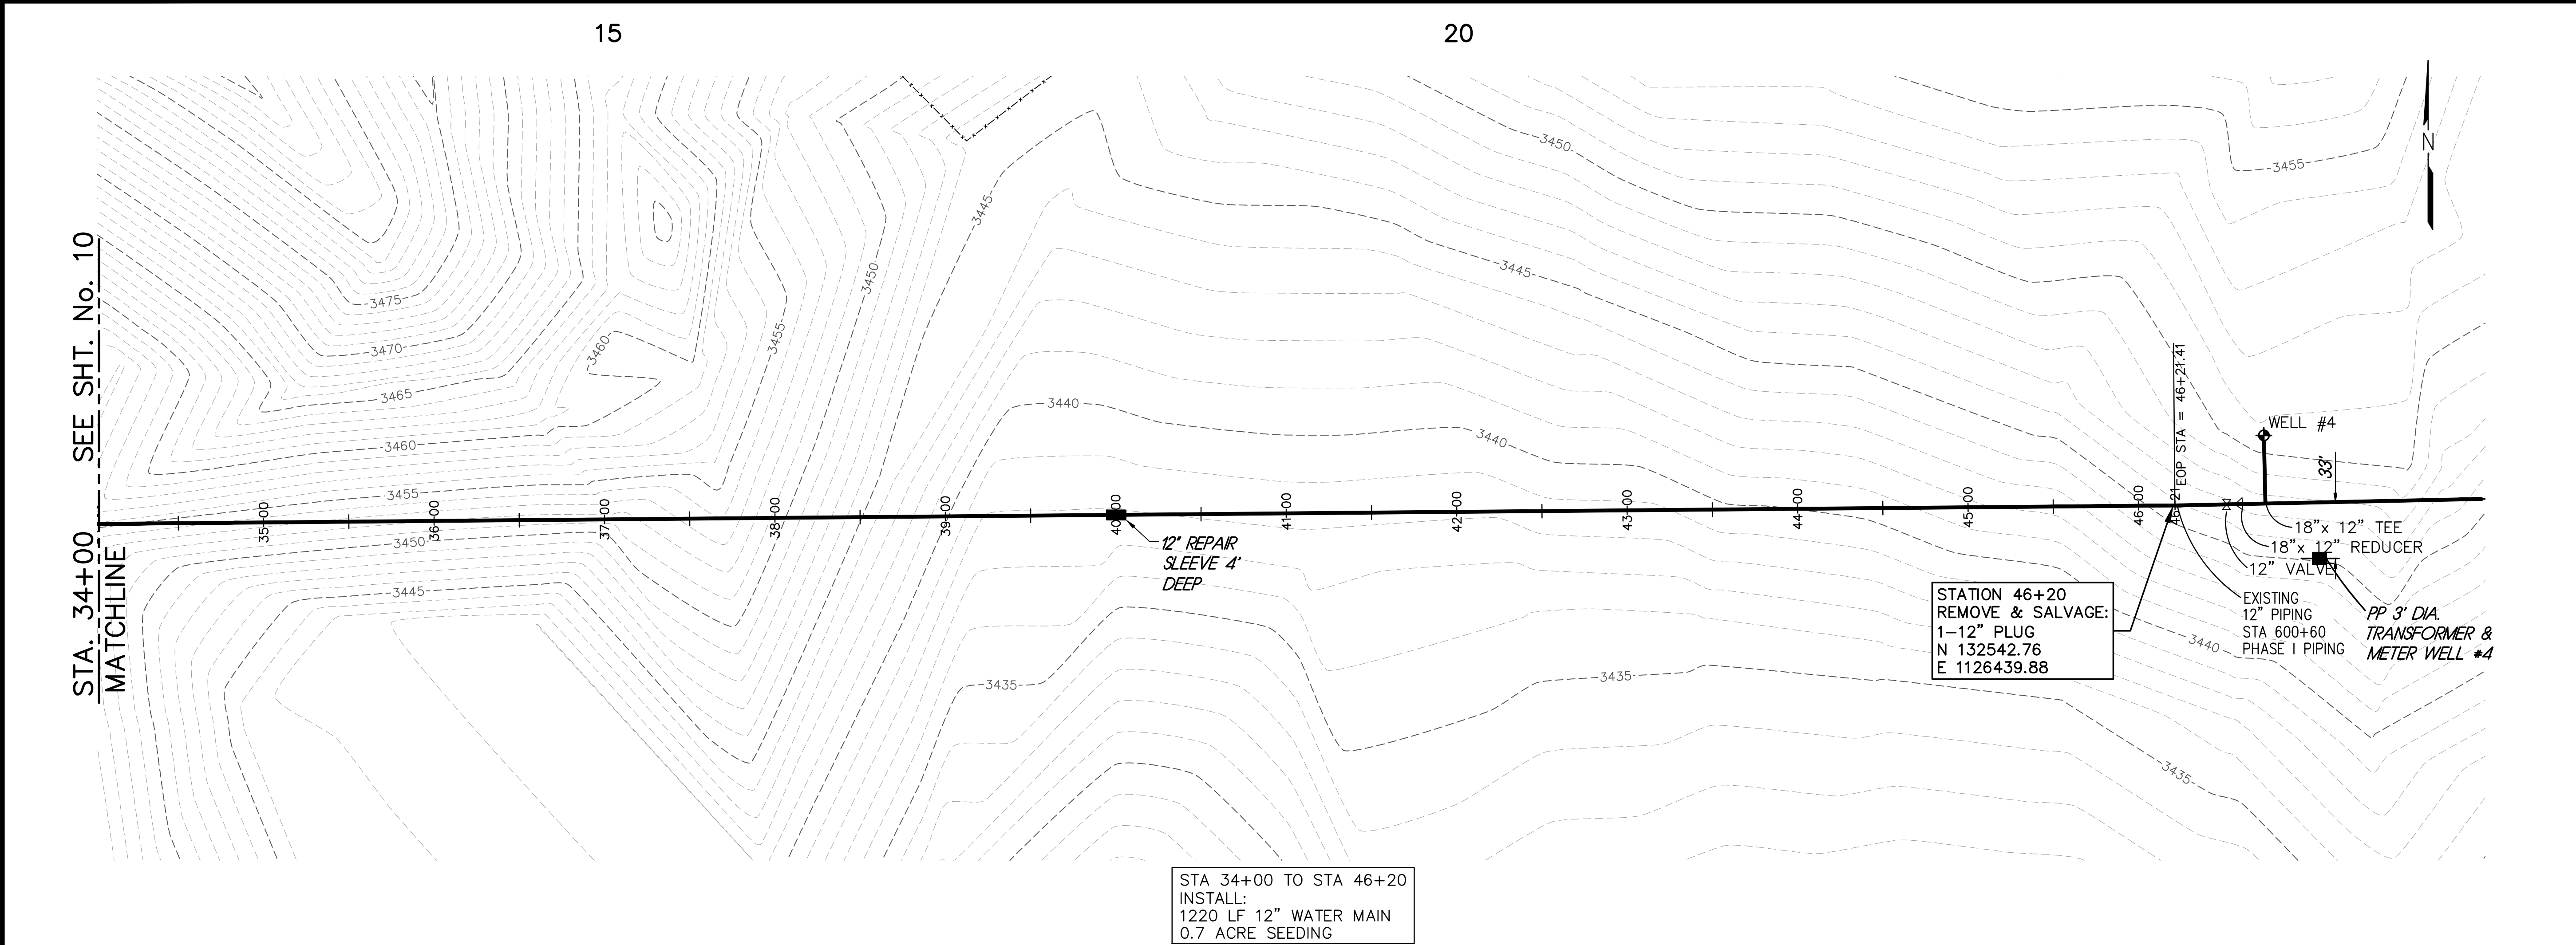 15
20
N
STA. 34+00 SEE SHT. No. 10
MATCHLINE
3450
3455
3445
3445
3450
3445
3475
3455
3470
3460
3465
3440
3460
3440
3455
3450
3445
3435
3435
3440
3435
35+00
36+00
37+00
38+00
39+00
40+00
41+00
42+00
43+00
44+00
45+00
46+00
46+21
EOP STA = 46+21.41
WELL #4
33'
12" REPAIR
SLEEVE 4'
DEEP
18"x 12" TEE
18"x 12" REDUCER
12" VALVE
EXISTING
12" PIPING
STA 600+60
PHASE I PIPING
PP 3' DIA.
TRANSFORMER &
METER WELL #4
STATION 46+20
REMOVE & SALVAGE:
1-12" PLUG
N 132542.76
E 1126439.88
STA 34+00 TO STA 46+20
INSTALL:
1220 LF 12" WATER MAIN
0.7 ACRE SEEDING